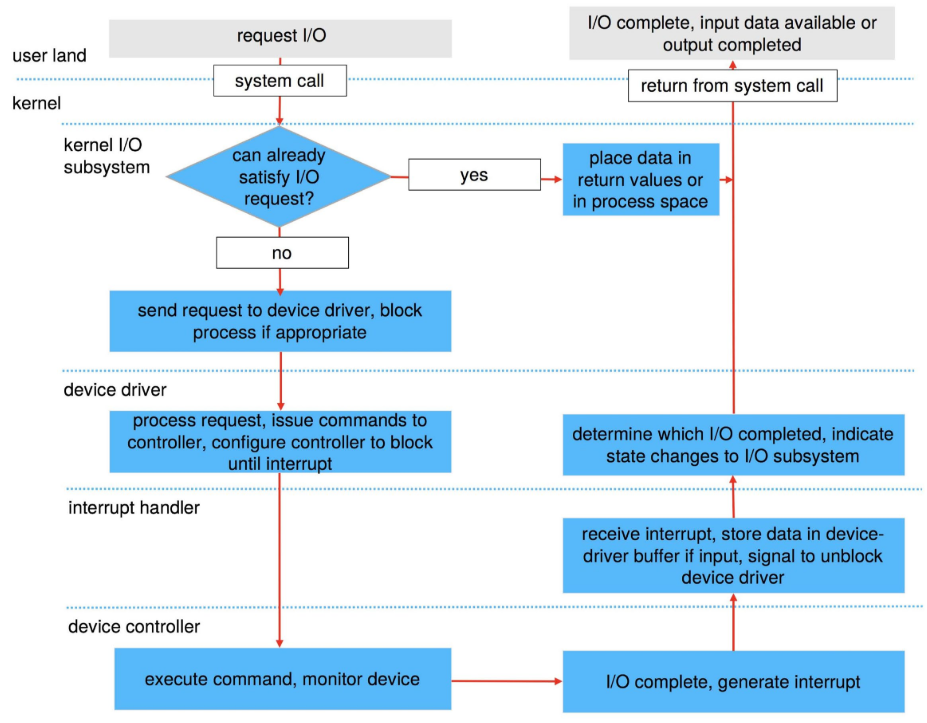 request I/O
I/O complete, input data available or
output completed
user land
system call
return from system call
kernel
kernel I/O
subsystem
can already
satisfy I/O
request?
yes
place data in
return values or
in process space
no
send request to device driver, block
process if appropriate
device driver
process request, issue commands to
controller, configure controller to block
until interrupt
determine which I/O completed, indicate
state changes to I/O subsystem
interrupt handler
receive interrupt, store data in device-
driver buffer if input, signal to unblock
device driver
device controller
execute command, monitor device
I/O complete, generate interrupt